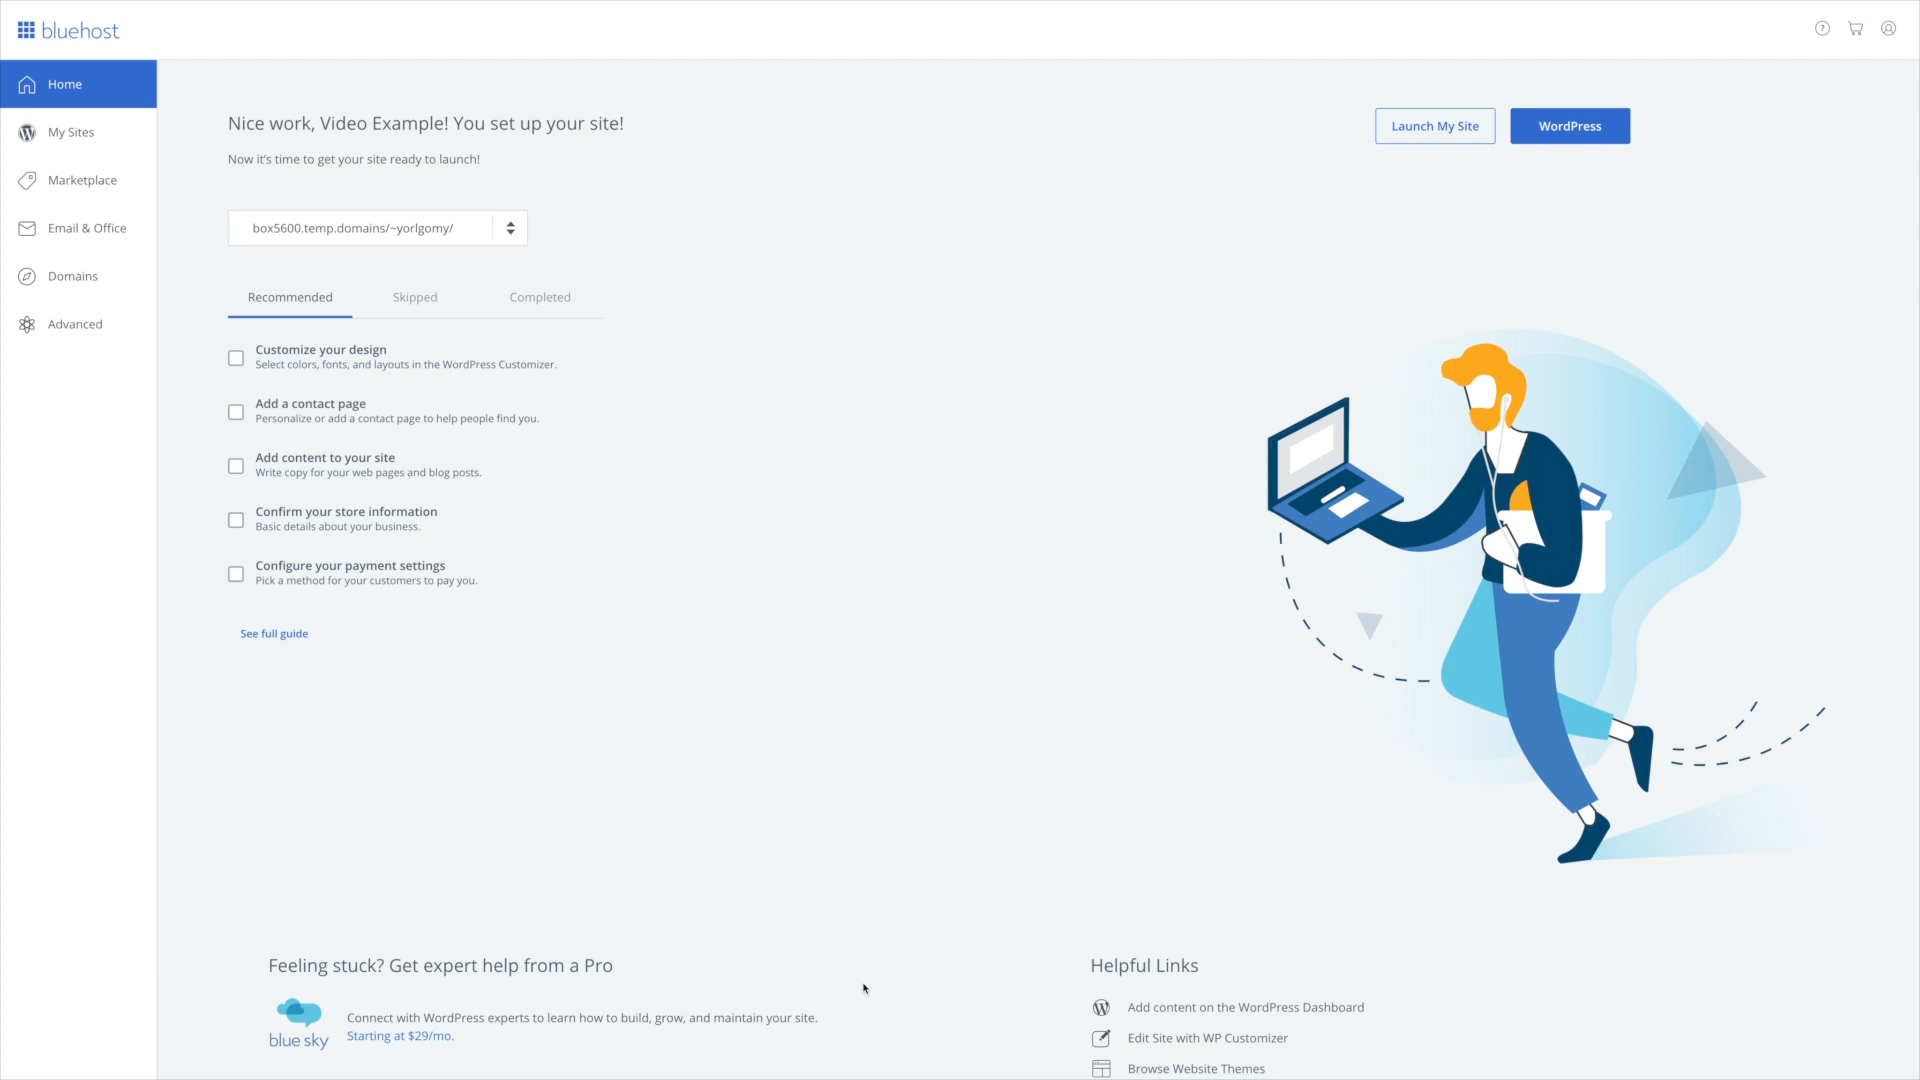 bluehost
Home
My Sites
Marketplace
Email & Office
Domains
Advanced
Nice work, Video Example! You set up your site!
Now it's time to get your site ready to launch!
Launch My Site
WordPress
box5600.temp.domains/~yorlgomy/
Recommended Skipped Completed
Customize your design
Select colors, fonts, and layouts in the WordPress Customizer.
Add a contact page
Personalize or add a contact page to help people find you.
Add content to your site
Write copy for your web pages and blog posts.
Confirm your store information
Basic details about your business.
Configure your payment settings
Pick a method for your customers to pay you.
See full guide
Feeling stuck? Get expert help from a Pro
blue sky
Connect with WordPress experts to learn how to build, grow, and maintain your site.
Starting at $29/mo.
Helpful Links
Add content on the WordPress Dashboard
Edit Site with WP Customizer
Browse Website Themes